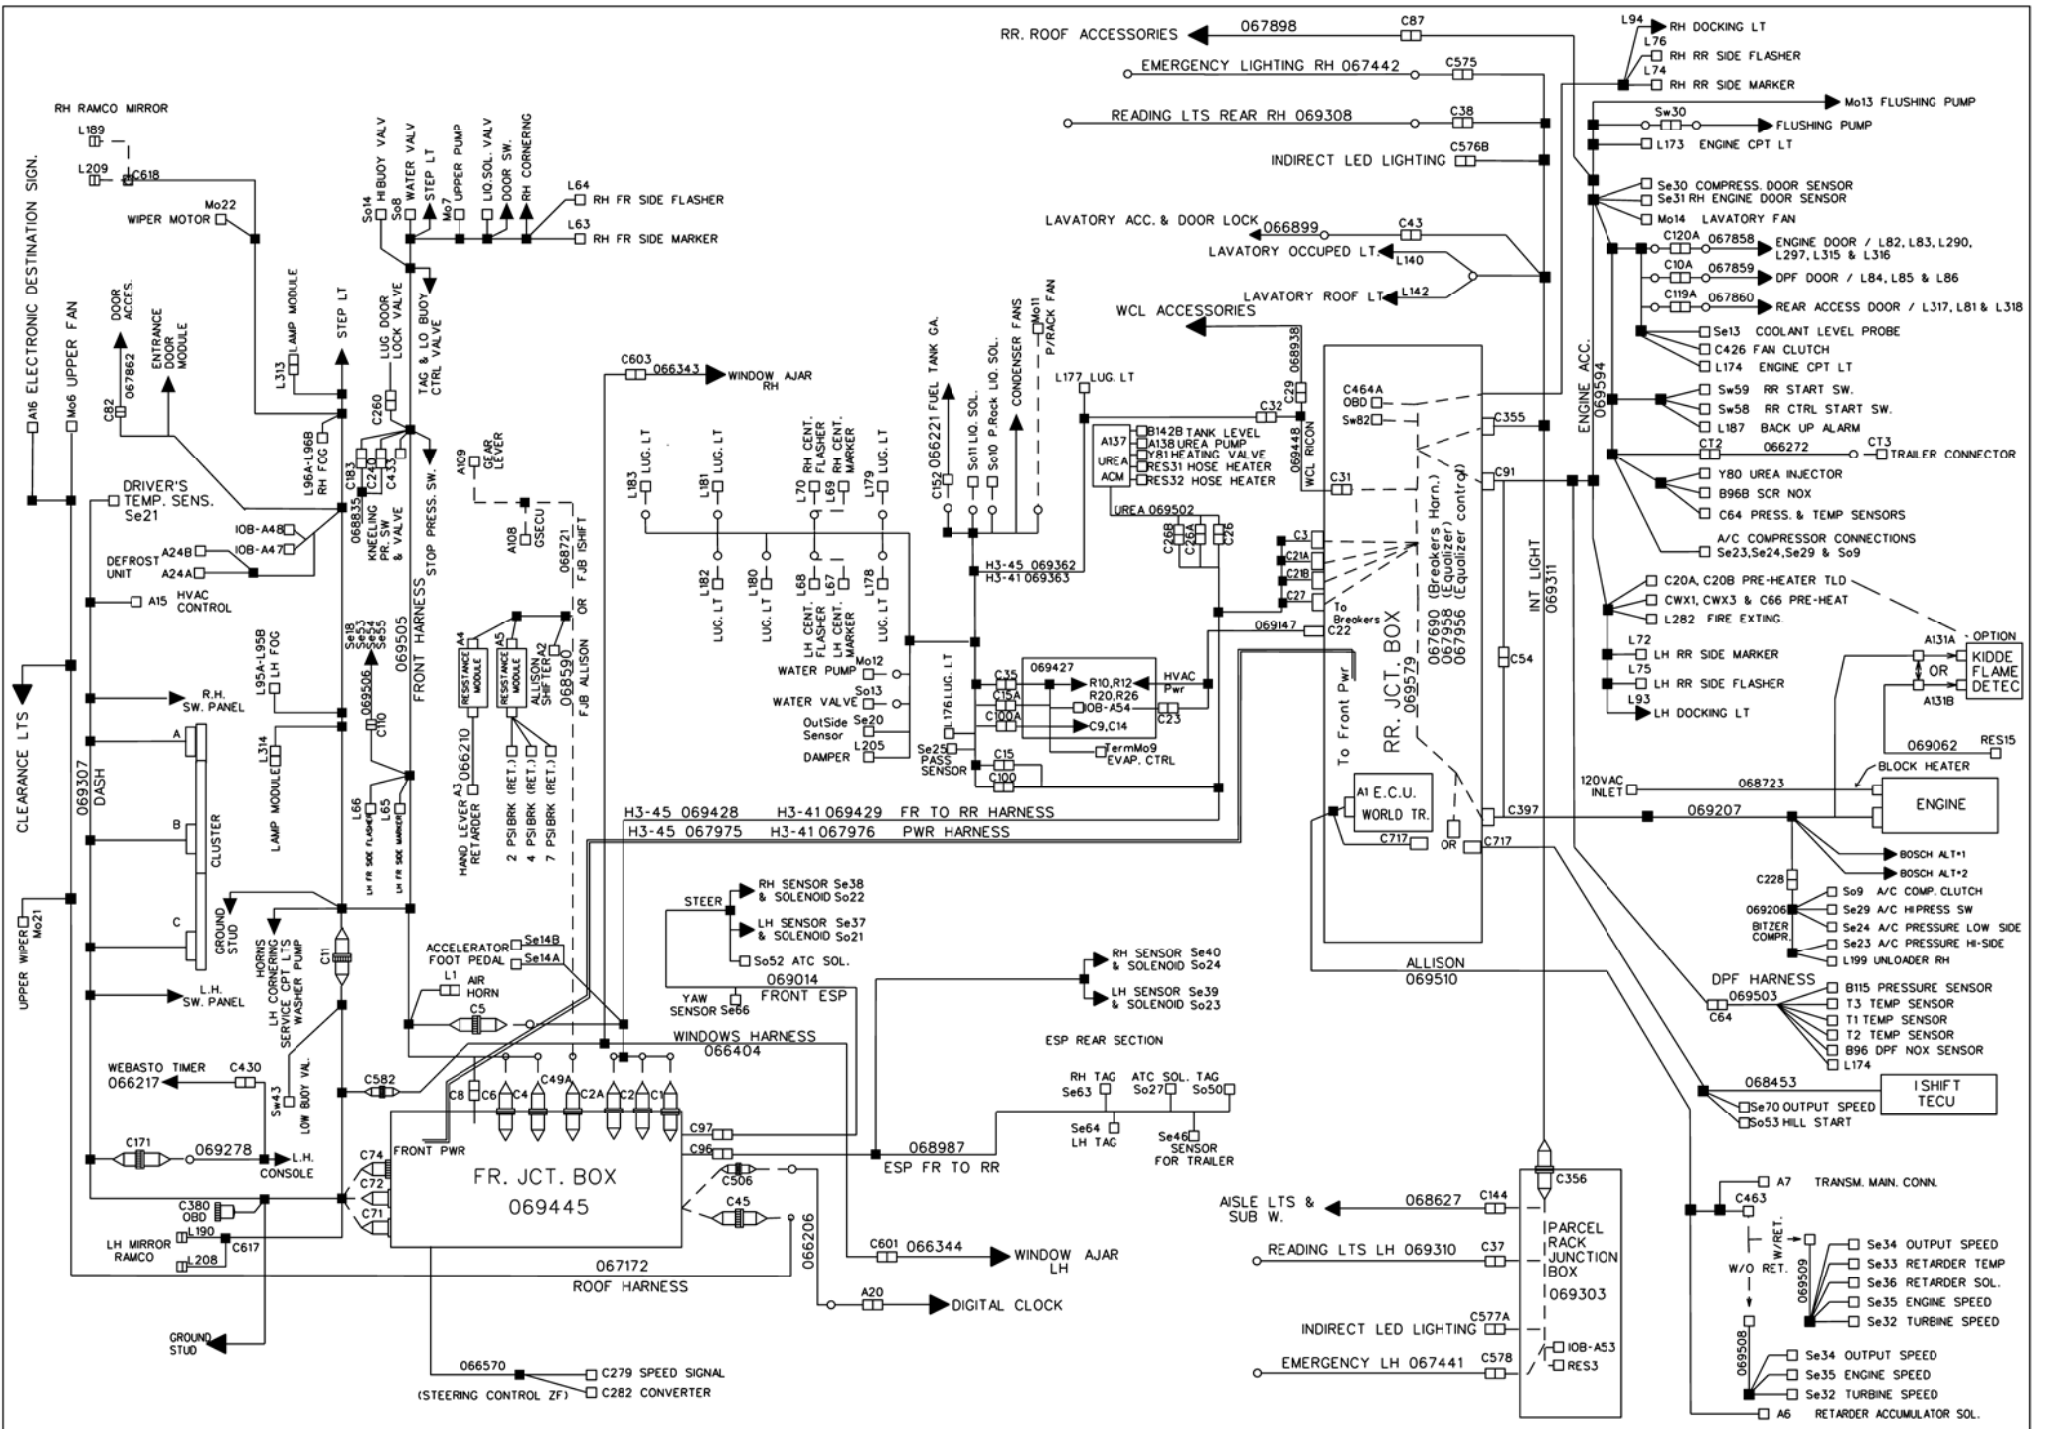 RR. ROOF ACCESSORIES
067898
C87
EMERGENCY LIGHTING RH 067442
C575
READING LTS REAR RH 069308
C38
INDIRECT LED LIGHTING
C576B
LAVATORY ACC. & DOOR LOCK
066899
C43
LAVATORY OCCUPED LT.
L140
LAVATORY ROOF LT.
L142
WCL ACCESSORIES
068938
C29
L94
RH DOCKING LT
L76
RH RR SIDE FLASHER
L74
RH RR SIDE MARKER
Mo13 FLUSHING PUMP
Sw30
FLUSHING PUMP
L173 ENGINE CPT LT
Se30 COMPRESS. DOOR SENSOR
Se31 RH ENGINE DOOR SENSOR
Mo14 LAVATORY FAN
C120A
067858
ENGINE DOOR / L82, L83, L290,
L297, L315 & L316
C10A
067859
DPF DOOR / L84, L85 & L86
C119A
067860
REAR ACCESS DOOR / L317, L81 & L318
Se13 COOLANT LEVEL PROBE
C426 FAN CLUTCH
L174 ENGINE CPT LT
ENGINE ACC.
069594
Sw59 RR START SW.
Sw58 RR CTRL START SW.
L187 BACK UP ALARM
CT2
066272
CT3
TRAILER CONNECTOR
Y80 UREA INJECTOR
B96B SCR NOX
C64 PRESS. & TEMP SENSORS
A/C COMPRESSOR CONNECTIONS
Se23,Se24,Se29 & So9
C20A, C20B PRE-HEATER TLD
CWX1, CWX3 & C66 PRE-HEAT
L282 FIRE EXTING.
L72
LH RR SIDE MARKER
L75
LH RR SIDE FLASHER
L93
LH DOCKING LT
OPTION
A131A
OR
A131B
KIDDE
FLAME
DETEC
069062
RES15
BLOCK HEATER
120VAC
INLET
068723
ENGINE
069207
BOSCH ALT*1
BOSCH ALT*2
C228
069206
BITZER
COMPR.
So9 A/C COMP. CLUTCH
Se29 A/C HIPRESS SW
Se24 A/C PRESSURE LOW SIDE
Se23 A/C PRESSURE HI-SIDE
L199 UNLOADER RH
DPF HARNESS
069503
C64
B115 PRESSURE SENSOR
T3 TEMP SENSOR
T1 TEMP SENSOR
T2 TEMP SENSOR
B96 DPF NOX SENSOR
L174
068453
I SHIFT
TECU
Se70 OUTPUT SPEED
So53 HILL START
A7 TRANSM. MAIN. CONN.
C463
W/RET.
W/O RET.
069509
Se34 OUTPUT SPEED
Se33 RETARDER TEMP
Se36 RETARDER SOL.
Se35 ENGINE SPEED
Se32 TURBINE SPEED
069508
Se34 OUTPUT SPEED
Se35 ENGINE SPEED
Se32 TURBINE SPEED
A6 RETARDER ACCUMULATOR SOL.
RH RAMCO MIRROR
L189
L209
C618
Mo22
WIPER MOTOR
A16 ELECTRONIC DESTINATION SIGN.
Mo6 UPPER FAN
DOOR
ACCES.
067862
C82
ENTRANCE
DOOR
MODULE
L313
LAMP MODULE
STEP LT
L96A-L96B
RH FOG
DRIVER'S
TEMP. SENS.
Se21
IOB-A48
IOB-A47
DEFROST
UNIT
A24B
A24A
A15 HVAC
CONTROL
CLEARANCE LTS
069307
DASH
R.H.
SW. PANEL
A
B
C
CLUSTER
L.H.
SW. PANEL
L95A-L95B
LH FOG
L314
LAMP MODULE
UPPER WIPER
Mo21
GROUND
STUD
HORNS
LH CORNERING
SERVICE CPT LTS
WASHER PUMP
C11
WEBASTO TIMER
066217
C430
Sw43
LOW BUOY VAL.
C582
C171
069278
L.H.
CONSOLE
C380
OBD
L190
LH MIRROR
RAMCO
L208
C617
GROUND
STUD
So14
HI BUOY VALV
So8
WATER VALV
STEP LT
Mo7
UPPER PUMP
LIQ.SOL. VALV
DOOR SW.
RH CORNERING
L64
RH FR SIDE FLASHER
L63
RH FR SIDE MARKER
LUG DOOR
LOCK VALVE
C260
TAG & LO BUOY
CTRL VALVE
C183
C240
C433
068835
KNEELING
PR. SW
& VALVE
STOP PRESS. SW.
069505
FRONT HARNESS
Se18
Se53
Se54
Se55
069506
C110
L66
LH FR SIDE FLASHER
L65
LH FR SIDE MARKER
A109
GEAR
LEVER
A108
GSECU
068721
FJB ISHIFT
OR
068590
FJB ALLISON
A4
RESISTANCE
MODULE
A5
RESISTANCE
MODULE
ALLISON
SHIFTER
A2
066210
A3
HAND LEVER
RETARDER
2 PSIBRK (RET.)
4 PSIBRK (RET.)
7 PSIBRK (RET.)
C603
066343
WINDOW AJAR
RH
L183
LUG. LT
L181
LUG. LT
L70
RH CENT.
FLASHER
L69
RH CENT.
MARKER
L179
LUG. LT
L182
LUG. LT
L180
LUG. LT
L68
LH CENT.
FLASHER
L67
LH CENT.
MARKER
L178
LUG. LT
C152
066221 FUEL TANK GA.
So11 LIQ. SOL.
So10 P.Rack LIQ. SOL.
CONDENSER FANS
Mo11
P/RACK FAN
L177 LUG. LT
C32
069448
WCL RICON
A137
UREA
ACM
B142B TANK LEVEL
A138 UREA PUMP
Y81 HEATING VALVE
RES31 HOSE HEATER
RES32 HOSE HEATER
UREA 069502
C26B
C26A
C26
H3-45 069362
H3-41 069363
Mo12
WATER PUMP
So13
WATER VALVE
OutSide
Sensor
Se20
L205
DAMPER
L176 LUG. LT
Se25
PASS
SENSOR
069427
C35
C15A
C100A
R10,R12
R20,R26
IOB-A54
C9, C14
HVAC
Pwr
C23
TermMo9
EVAP. CTRL
C15
C100
C464A
OBD
Sw82
C31
C3
C21A
C21B
C27
To
Breakers
C22
069147
C355
C91
C54
C397
C717
To Front Pwr
RR. JCT. BOX
069579
067690 (Breakers Harn.)
067958 (Equalizer)
067956 (Equalizer control)
A1 E.C.U.
WORLD TR.
C717
OR
INT LIGHT
069311
ALLISON
069510
H3-45 069428
H3-41 069429
FR TO RR HARNESS
H3-45 067975
H3-41 067976
PWR HARNESS
STEER
RH SENSOR Se38
& SOLENOID So22
LH SENSOR Se37
& SOLENOID So21
So52 ATC SOL.
069014
FRONT ESP
YAW
SENSOR Se66
ACCELERATOR
FOOT PEDAL
Se14B
Se14A
L1
AIR
HORN
C5
WINDOWS HARNESS
066404
C8
C6
C4
C49A
C2A
C2
C1
FRONT PWR
C74
C72
C71
FR. JCT. BOX
069445
C97
C96
C506
C45
066206
067172
ROOF HARNESS
066570
(STEERING CONTROL ZF)
C279 SPEED SIGNAL
C282 CONVERTER
RH SENSOR Se40
& SOLENOID So24
LH SENSOR Se39
& SOLENOID So23
ESP REAR SECTION
RH TAG
Se63
ATC SOL. TAG
So27
So50
Se64
LH TAG
Se46
SENSOR
FOR TRAILER
068987
ESP FR TO RR
C601
066344
WINDOW AJAR
LH
A20
DIGITAL CLOCK
AISLE LTS &
SUB W.
068627
C144
READING LTS LH 069310
C37
INDIRECT LED LIGHTING
C577A
EMERGENCY LH 067441
C578
C356
PARCEL
RACK
JUNCTION
BOX
069303
IOB-A53
RES3